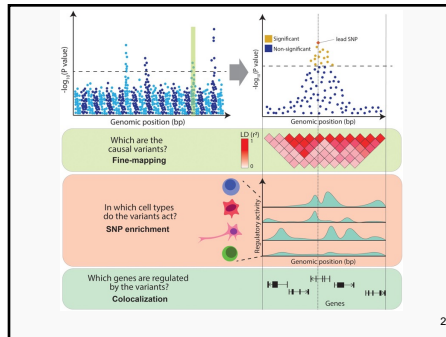 -log₁₀(P value)
Genomic position (bp)
-log₁₀(P value)
Significant
Non-significant
lead SNP
Genomic position (bp)
Which are the
causal variants?
Fine-mapping
LD (r²)
1
0
In which cell types
do the variants act?
SNP enrichment
Regulatory activity
Genomic position (bp)
Which genes are regulated
by the variants?
Colocalization
Genes
2